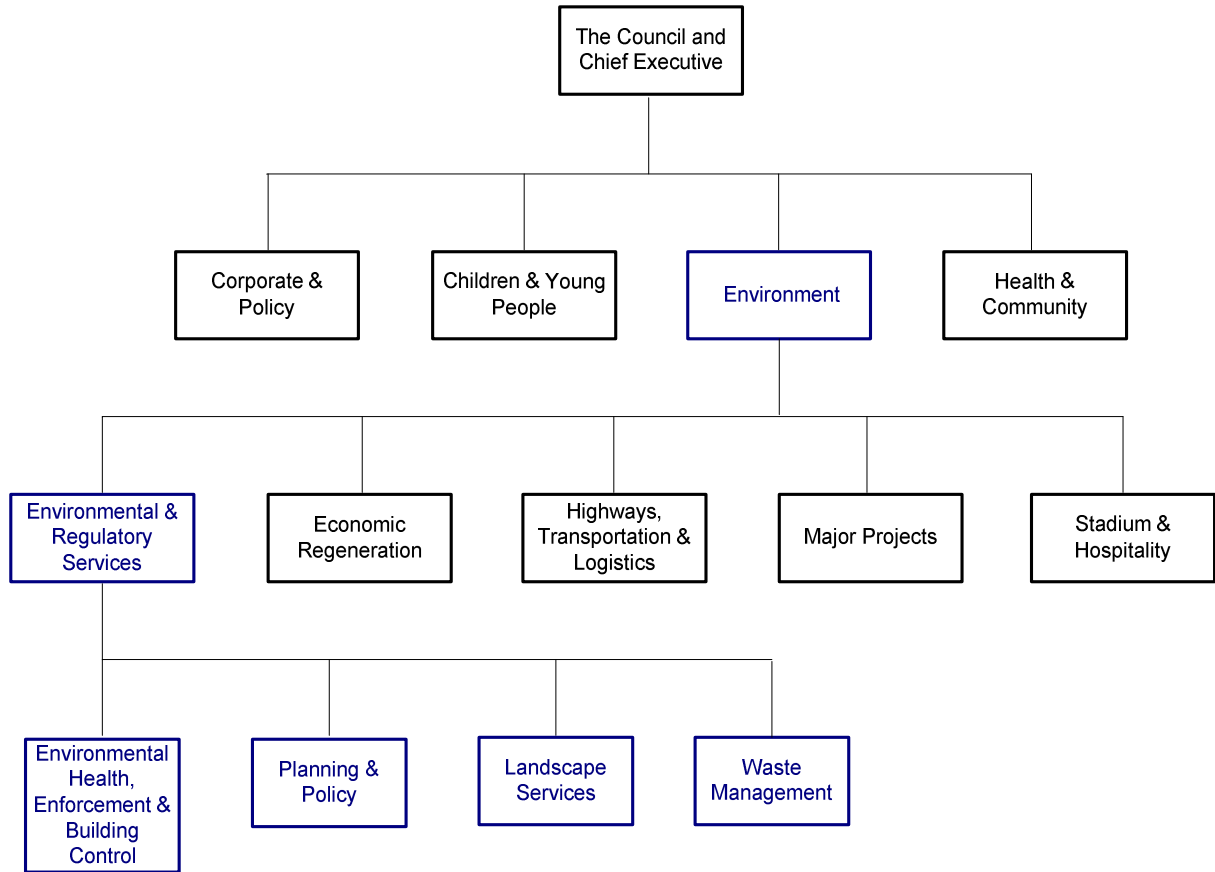 The Council and
Chief Executive
Corporate &
Policy
Children & Young
People
Environment
Health &
Community
Environmental &
Regulatory
Services
Economic
Regeneration
Highways,
Transportation &
Logistics
Major Projects
Stadium &
Hospitality
Environmental
Health,
Enforcement &
Building
Control
Planning &
Policy
Landscape
Services
Waste
Management